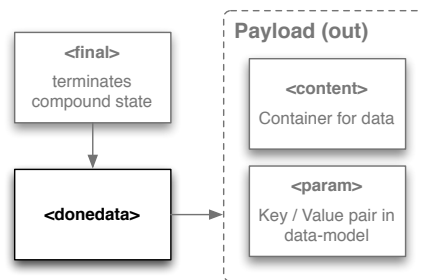 <final>
terminates
compound state
<donedata>
Payload (out)
<content>
Container for data
<param>
Key / Value pair in
data-model